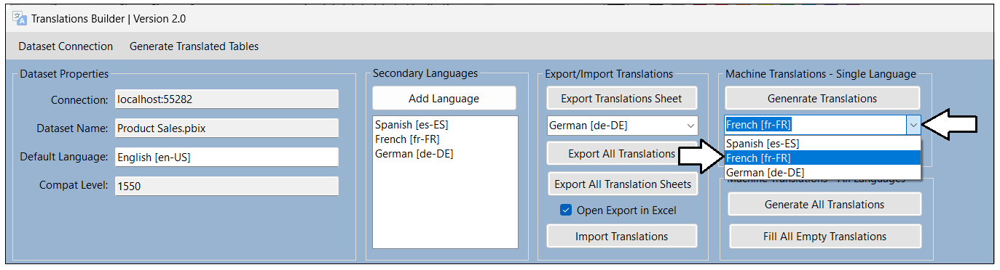 Translations Builder | Version 2.0
Dataset Connection Generate Translated Tables
Dataset Properties
Connection: localhost:55282
Dataset Name: Product Sales.pbix
Default Language: English [en-US]
Compat Level: 1550
Secondary Languages
Add Language
Spanish [es-ES]
French [fr-FR]
German [de-DE]
Export/Import Translations
Export Translations Sheet
German [de-DE]
Export All Translations
Export All Translation Sheets
Open Export in Excel
Import Translations
Machine Translations - Single Language
Genenrate Translations
French [fr-FR]
Spanish [es-ES]
French [fr-FR]
German [de-DE]
Machine Translations - All Languages
Generate All Translations
Fill All Empty Translations